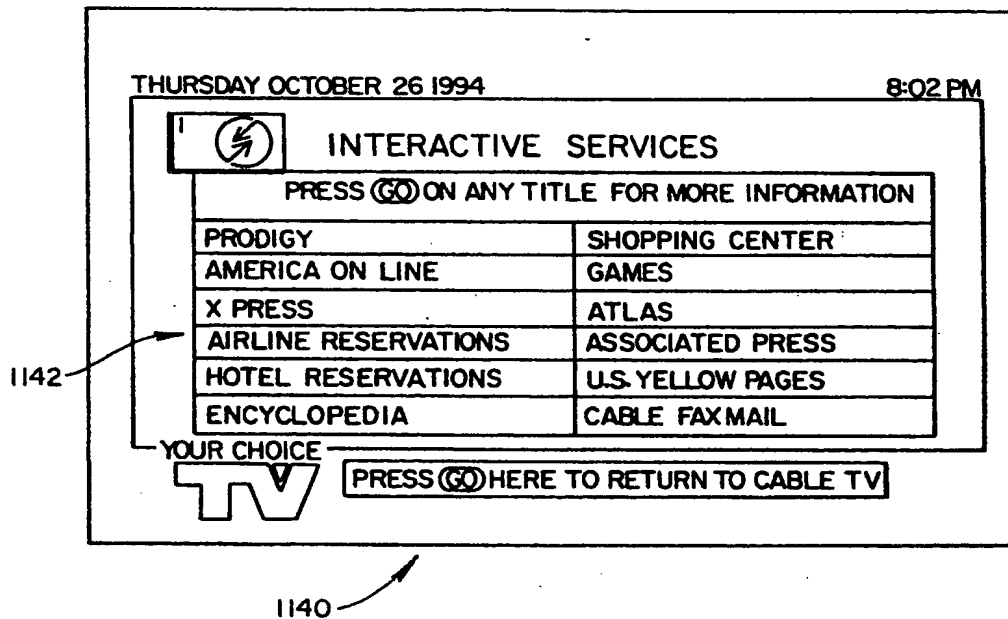 THURSDAY OCTOBER 26 1994 8:02 PM
1 INTERACTIVE SERVICES
PRESS GO ON ANY TITLE FOR MORE INFORMATION
PRODIGY SHOPPING CENTER
AMERICA ON LINE GAMES
X PRESS ATLAS
AIRLINE RESERVATIONS ASSOCIATED PRESS
1142
HOTEL RESERVATIONS U.S. YELLOW PAGES
ENCYCLOPEDIA CABLE FAXMAIL
YOUR CHOICE
TV PRESS GO HERE TO RETURN TO CABLE TV
1140